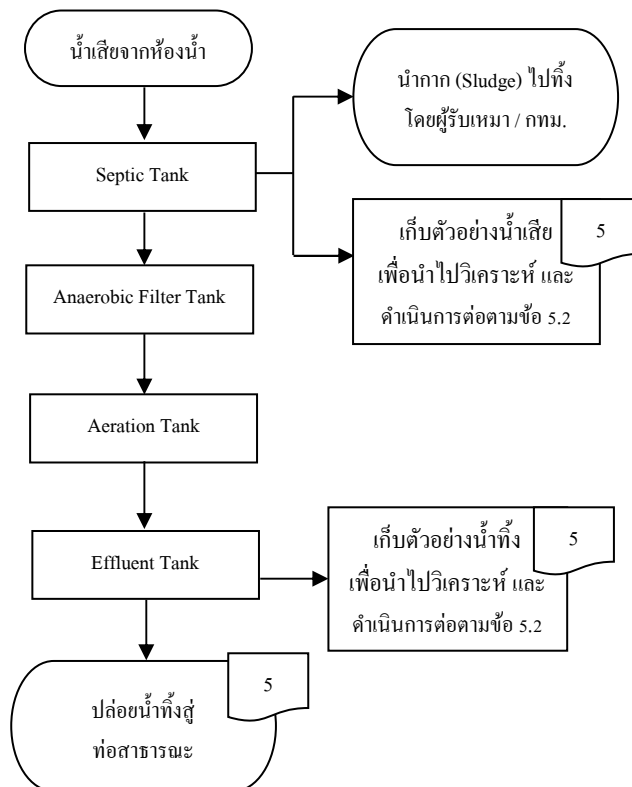 น้ำเสียจากห้องน้ำ
นำกาก (Sludge) ไปทิ้ง
โดยผู้รับเหมา / กทม.
Septic Tank
เก็บตัวอย่างน้ำเสีย
5
เพื่อนำไปวิเคราะห์ และ
ดำเนินการต่อตามข้อ 5.2
Anaerobic Filter Tank
Aeration Tank
Effluent Tank
เก็บตัวอย่างน้ำทิ้ง
5
เพื่อนำไปวิเคราะห์ และ
ดำเนินการต่อตามข้อ 5.2
5
ปล่อยน้ำทิ้งสู่
ท่อสาธารณะ